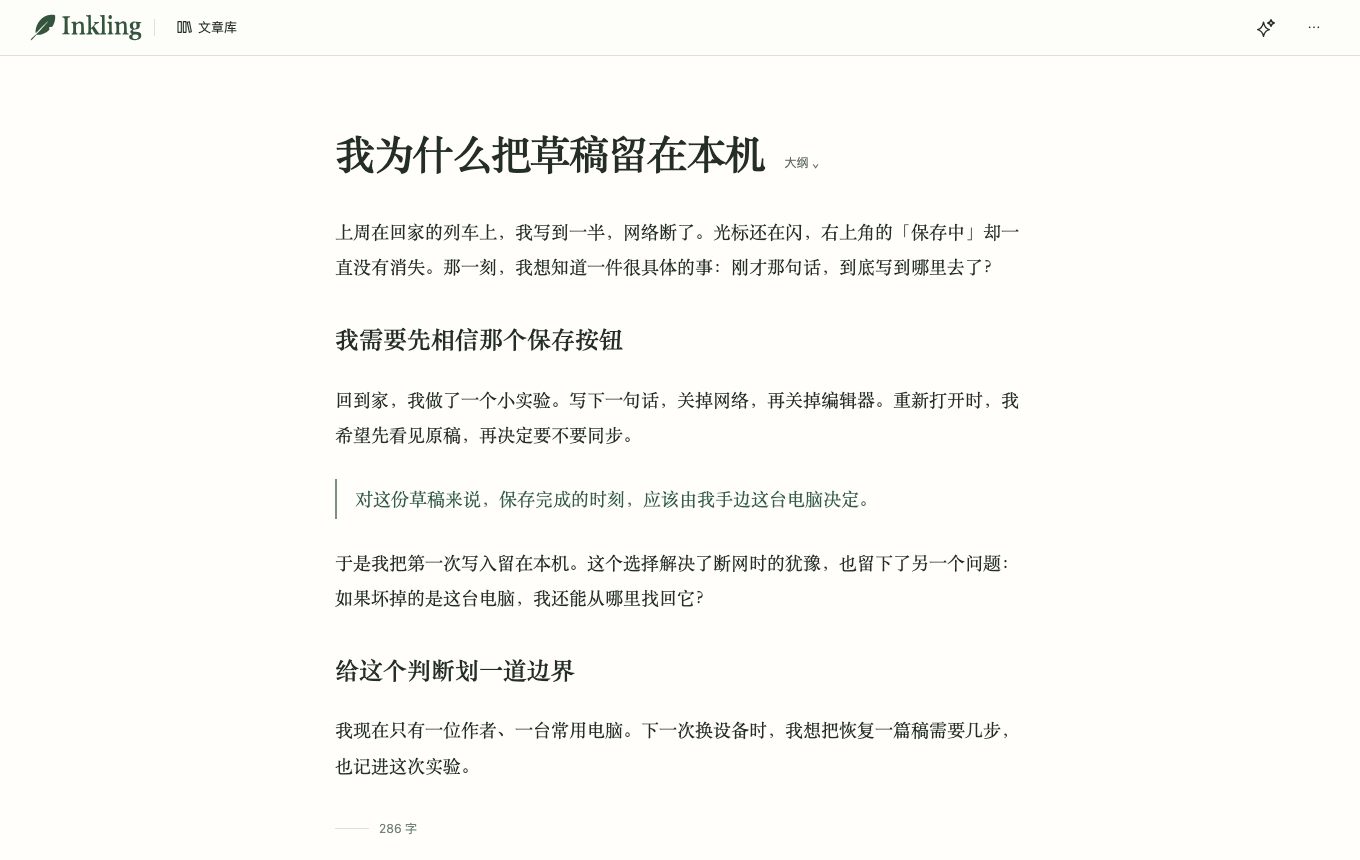 Inkling
文章库
...
我为什么把草稿留在本机
大纲
上周在回家的列车上，我写到一半，网络断了。光标还在闪，右上角的「保存中」却一
直没有消失。那一刻，我想知道一件很具体的事：刚才那句话，到底写到哪里去了？
我需要先相信那个保存按钮
回到家，我做了一个小实验。写下一句话，关掉网络，再关掉编辑器。重新打开时，我
希望先看见原稿，再决定要不要同步。
对这份草稿来说，保存完成的时刻，应该由我手边这台电脑决定。
于是我把第一次写入留在本机。这个选择解决了断网时的犹豫，也留下了另一个问题：
如果坏掉的是这台电脑，我还能从哪里找回它？
给这个判断划一道边界
我现在只有一位作者、一台常用电脑。下一次换设备时，我想把恢复一篇稿需要几步，
也记进这次实验。
286 字